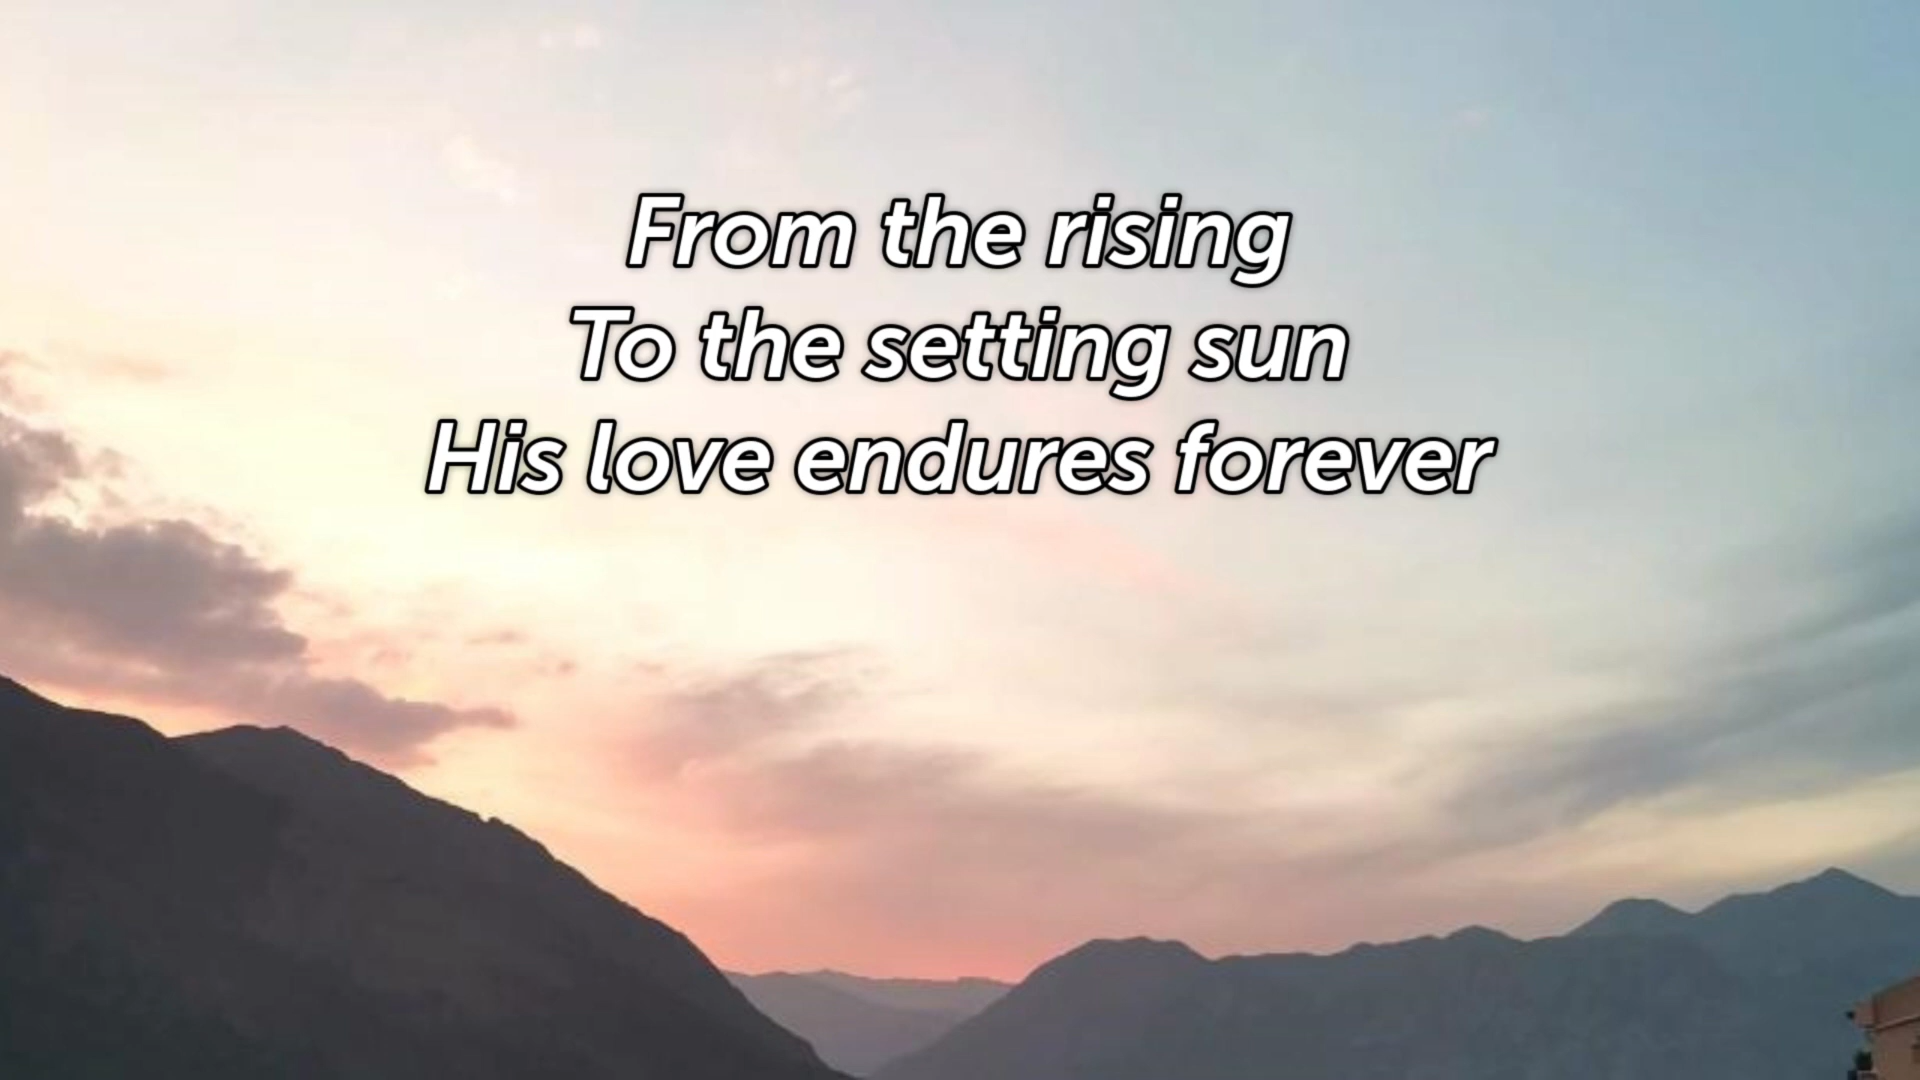 From the rising
To the setting sun
His love endures forever